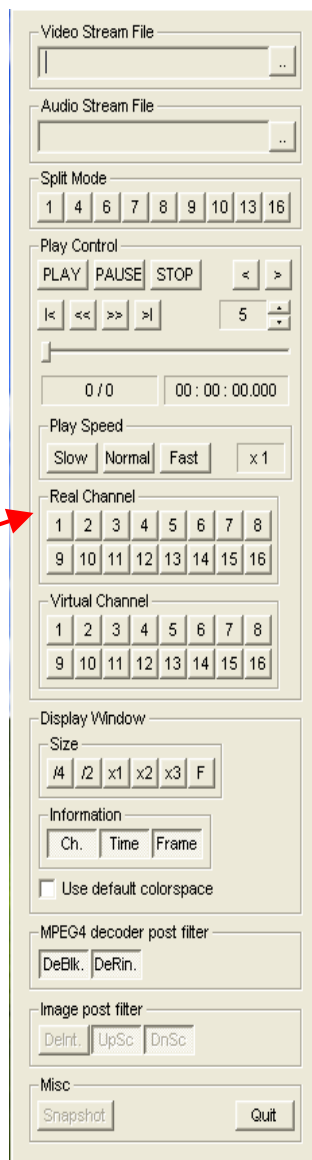 Video Stream File
..
Audio Stream File
..
Split Mode
1 4 6 7 8 9 10 13 16
Play Control
PLAY PAUSE STOP < >
|< << >> >| 5
0 / 0 00 : 00 : 00.000
Play Speed
Slow Normal Fast x 1
Real Channel
1 2 3 4 5 6 7 8
9 10 11 12 13 14 15 16
Virtual Channel
1 2 3 4 5 6 7 8
9 10 11 12 13 14 15 16
Display Window
Size
/4 /2 x1 x2 x3 F
Information
Ch. Time Frame
Use default colorspace
MPEG4 decoder post filter
DeBlk. DeRin.
Image post filter
DeInt. UpSc DnSc
Misc
Snapshot Quit